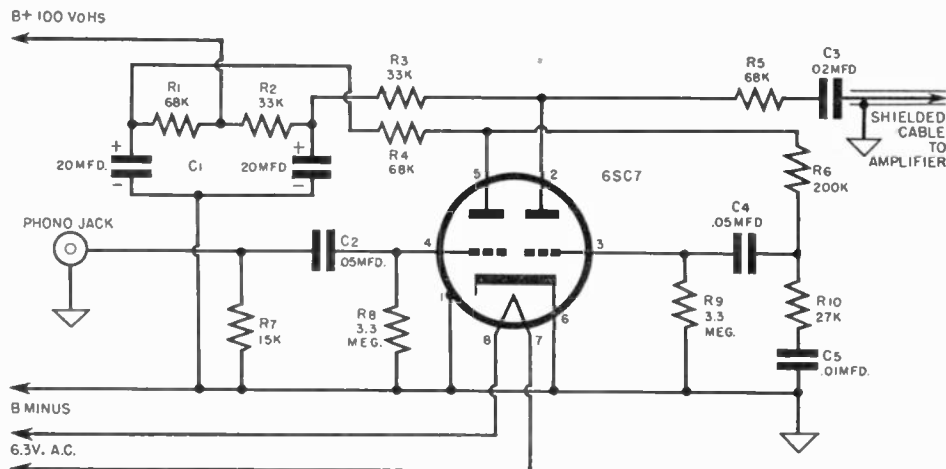 B+ 100 VoHs
R1
68K
R2
33K
R3
33K
R4
68K
R5
68K
C3
.02MFD
SHIELDED
CABLE
TO
AMPLIFIER
+
20MFD.
-
C1
20MFD
+
-
5
2
6SC7
R6
200K
PHONO JACK
C2
.05MFD.
4
3
C4
.05MFD.
R7
15K
R8
3.3
MEG.
1
8
7
6
R9
3.3
MEG.
R10
27K
C5
.01MFD.
B MINUS
6.3V. A.C.